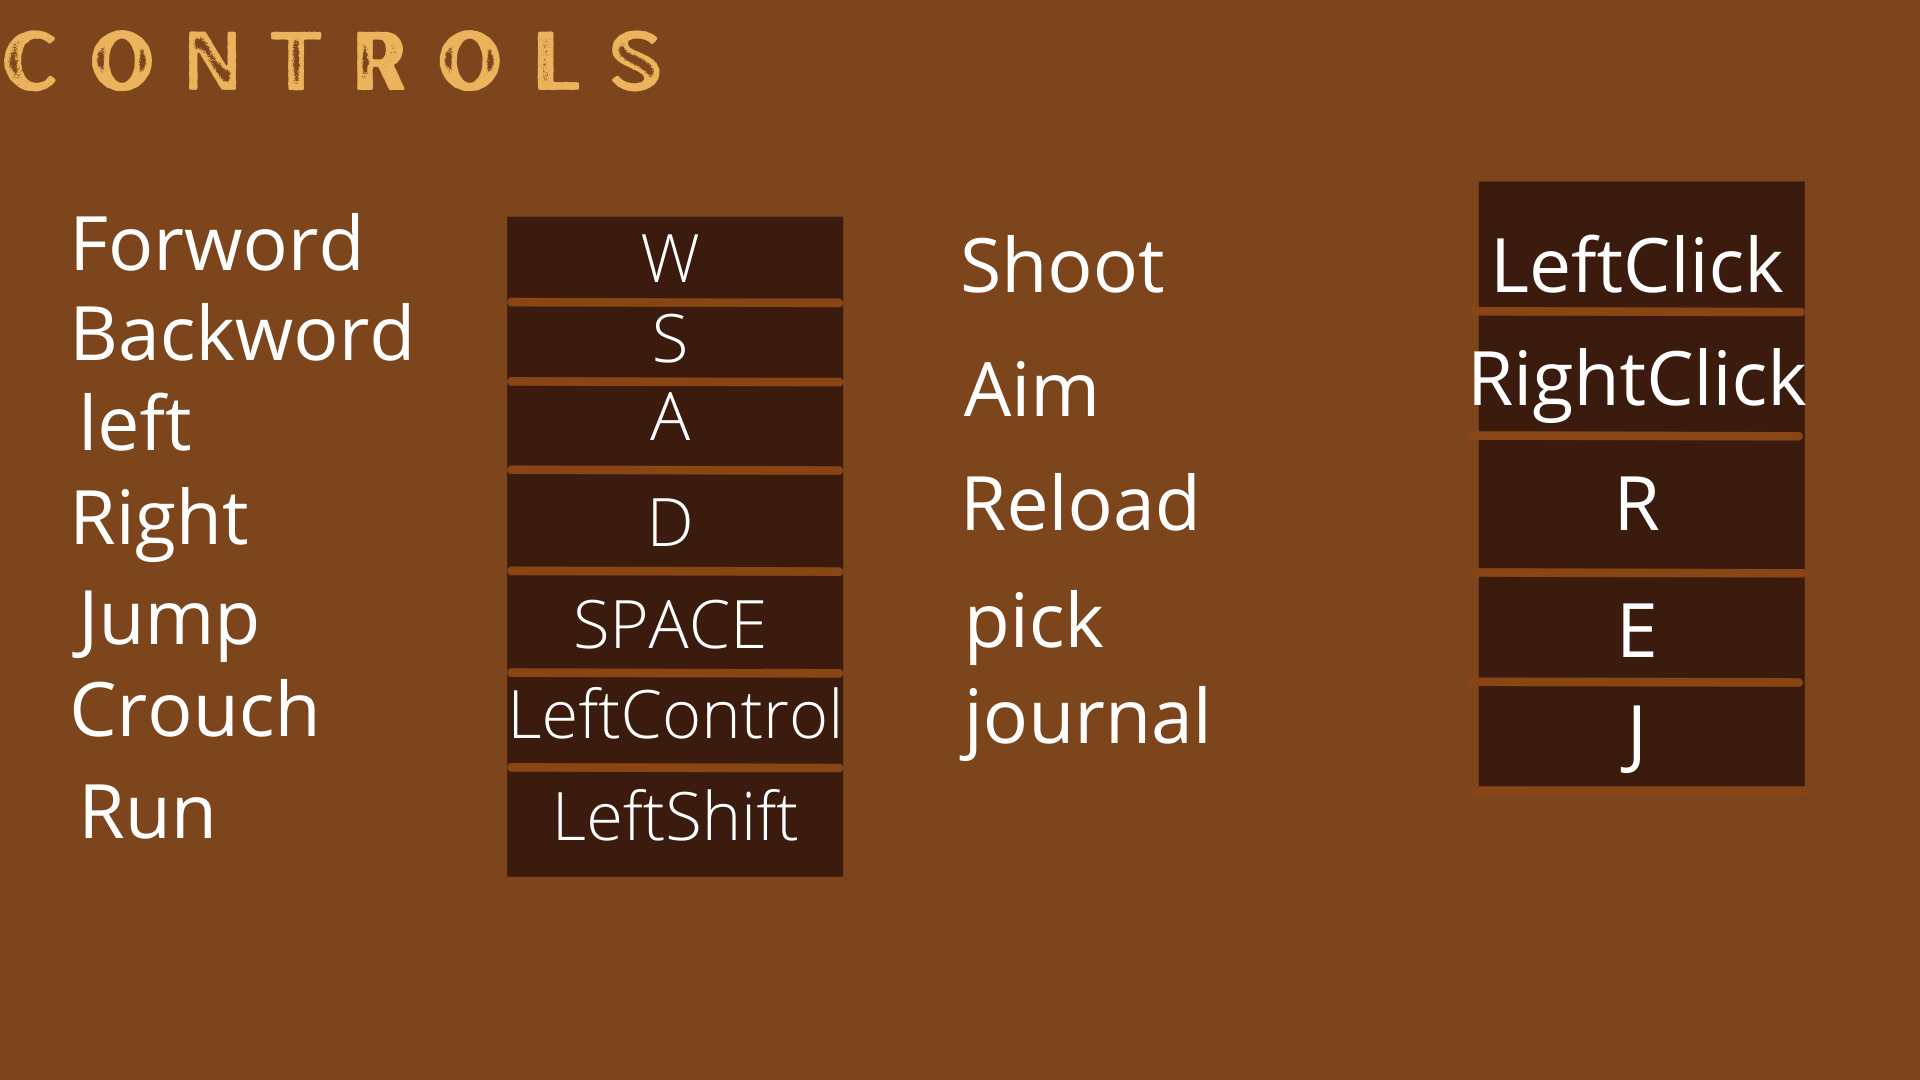 CONTROLS
Forword W
Backword S
left A
Right D
Jump SPACE
Crouch LeftControl
Run LeftShift
Shoot LeftClick
Aim RightClick
Reload R
pick E
journal J